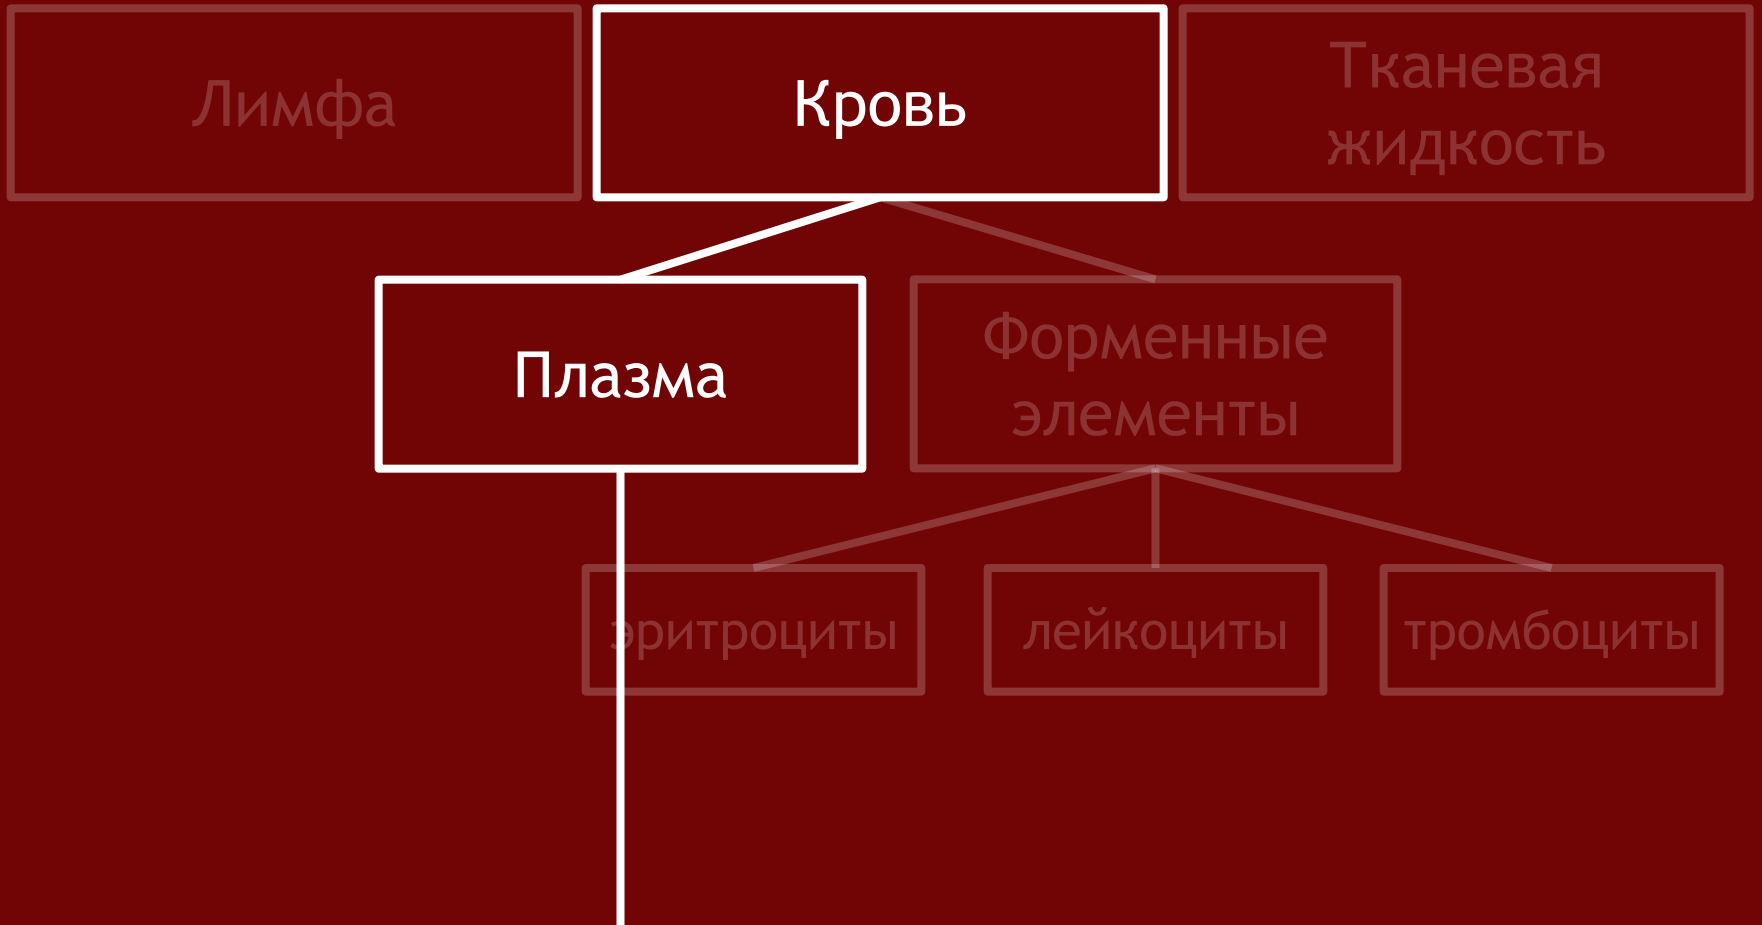 Лимфа
Кровь
Тканевая
жидкость
Плазма
Форменные
элементы
эритроциты
лейкоциты
тромбоциты